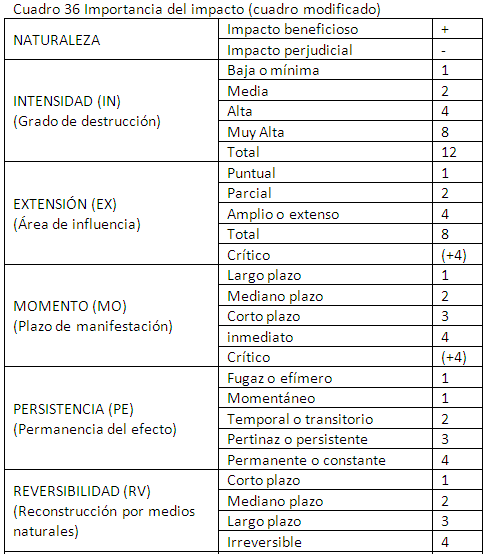 Cuadro 36 Importancia del impacto (cuadro modificado)
NATURALEZA
Impacto beneficioso +
Impacto perjudicial -
INTENSIDAD (IN)
(Grado de destrucción)
Baja o mínima 1
Media 2
Alta 4
Muy Alta 8
Total 12
EXTENSIÓN (EX)
(Área de influencia)
Puntual 1
Parcial 2
Amplio o extenso 4
Total 8
Crítico (+4)
MOMENTO (MO)
(Plazo de manifestación)
Largo plazo 1
Mediano plazo 2
Corto plazo 3
inmediato 4
Crítico (+4)
PERSISTENCIA (PE)
(Permanencia del efecto)
Fugaz o efímero 1
Momentáneo 1
Temporal o transitorio 2
Pertinaz o persistente 3
Permanente o constante 4
REVERSIBILIDAD (RV)
(Reconstrucción por medios
naturales)
Corto plazo 1
Mediano plazo 2
Largo plazo 3
Irreversible 4